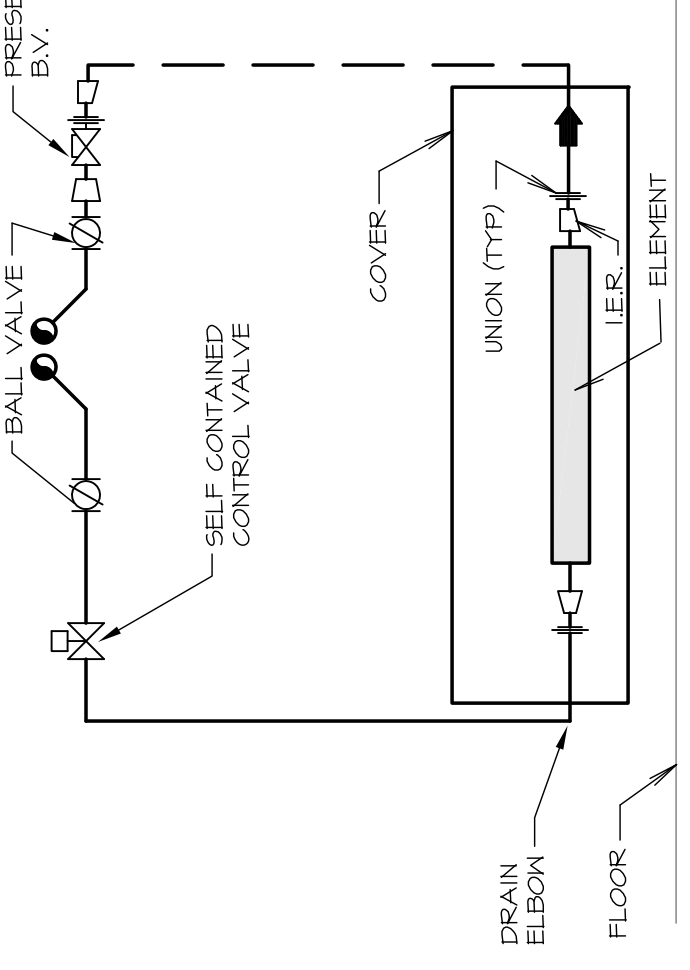 PRESE
B.V.
BALL VALVE
SELF CONTAINED
CONTROL VALVE
COVER
UNION (TYP)
I.E.R.
ELEMENT
DRAIN
ELBOW
FLOOR